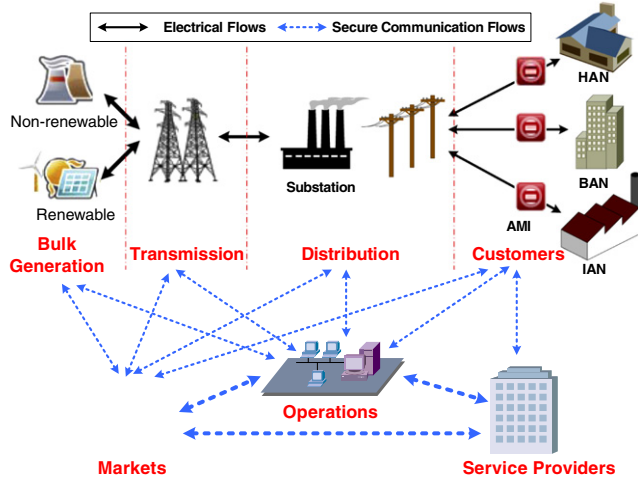 Electrical Flows
Secure Communication Flows
Non-renewable
Renewable
Substation
HAN
BAN
AMI
IAN
Bulk
Generation
Transmission
Distribution
Customers
Operations
Markets
Service Providers